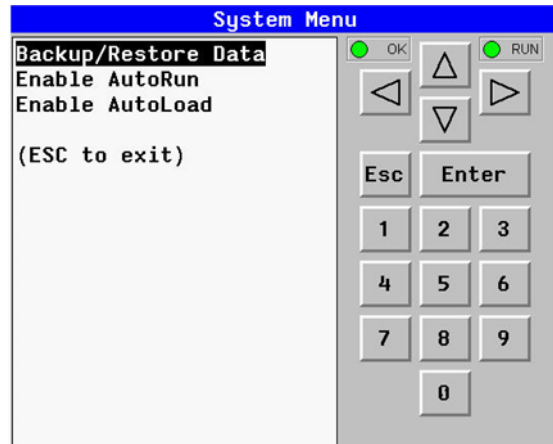 System Menu
Backup/Restore Data
Enable AutoRun
Enable AutoLoad
(ESC to exit)
OK
RUN
Esc
Enter
1 2 3
4 5 6
7 8 9
0